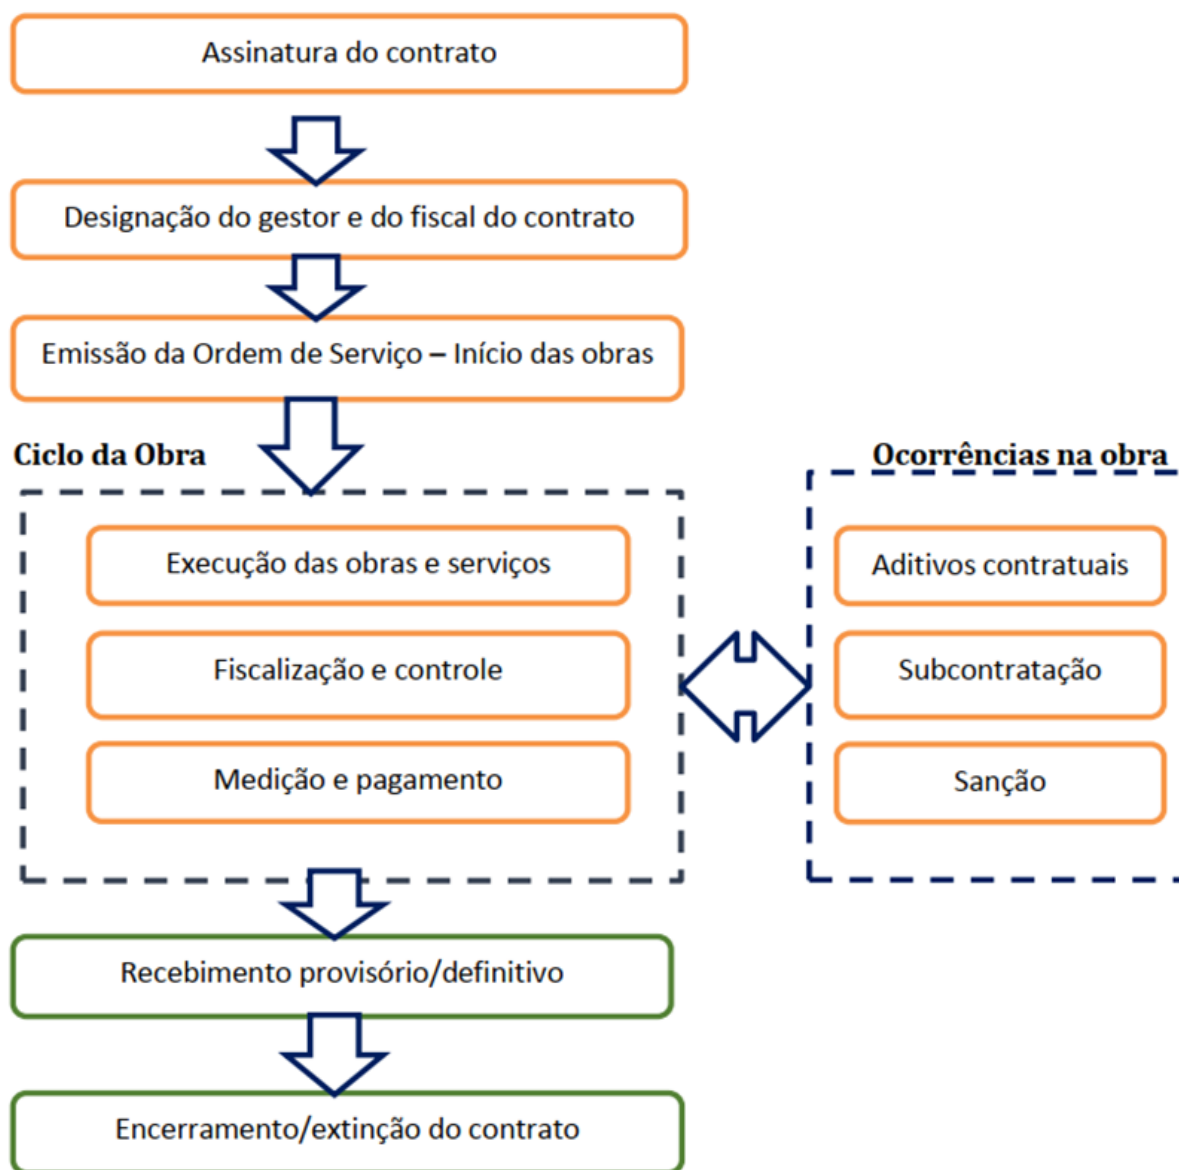 Assinatura do contrato
Designação do gestor e do fiscal do contrato
Emissão da Ordem de Serviço – Início das obras
Ciclo da Obra
Execução das obras e serviços
Fiscalização e controle
Medição e pagamento
Ocorrências na obra
Aditivos contratuais
Subcontratação
Sanção
Recebimento provisório/definitivo
Encerramento/extinção do contrato